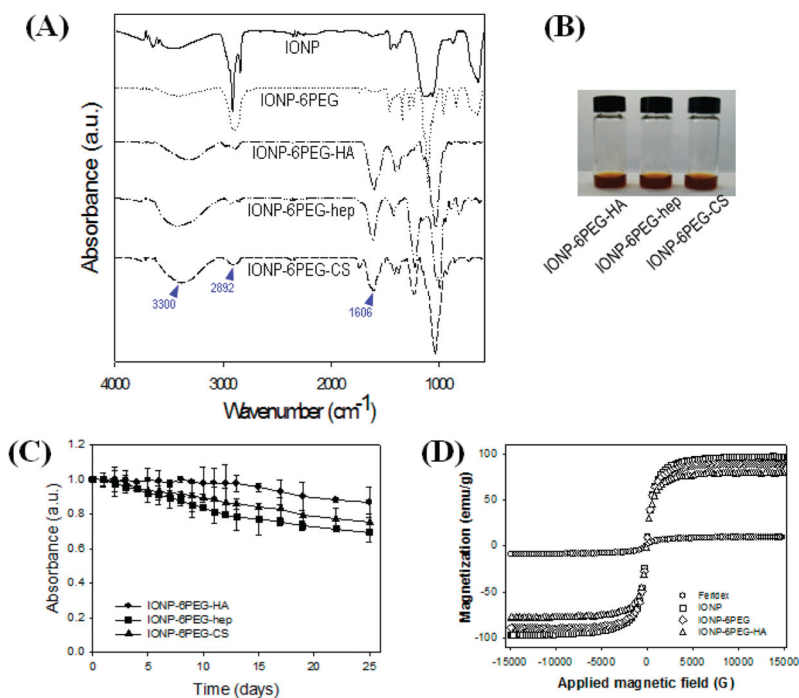 (A)
IONP
IONP-6PEG
IONP-6PEG-HA
IONP-6PEG-hep
IONP-6PEG-CS
3300
2892
1606
Absorbance (a.u.)
4000
3000
2000
1000
Wavenumber (cm-1)
(B)
IONP-6PEG-HA
IONP-6PEG-hep
IONP-6PEG-CS
(C)
1.2
1.0
0.8
0.6
0.4
0.2
0.0
Absorbance (a.u.)
IONP-6PEG-HA
IONP-6PEG-hep
IONP-6PEG-CS
0
5
10
15
20
25
Time (days)
(D)
100
50
0
-50
-100
Magnetization (emu/g)
Feridex
IONP
IONP-6PEG
IONP-6PEG-HA
-15000
-10000
-5000
0
5000
10000
15000
Applied magnetic field (G)